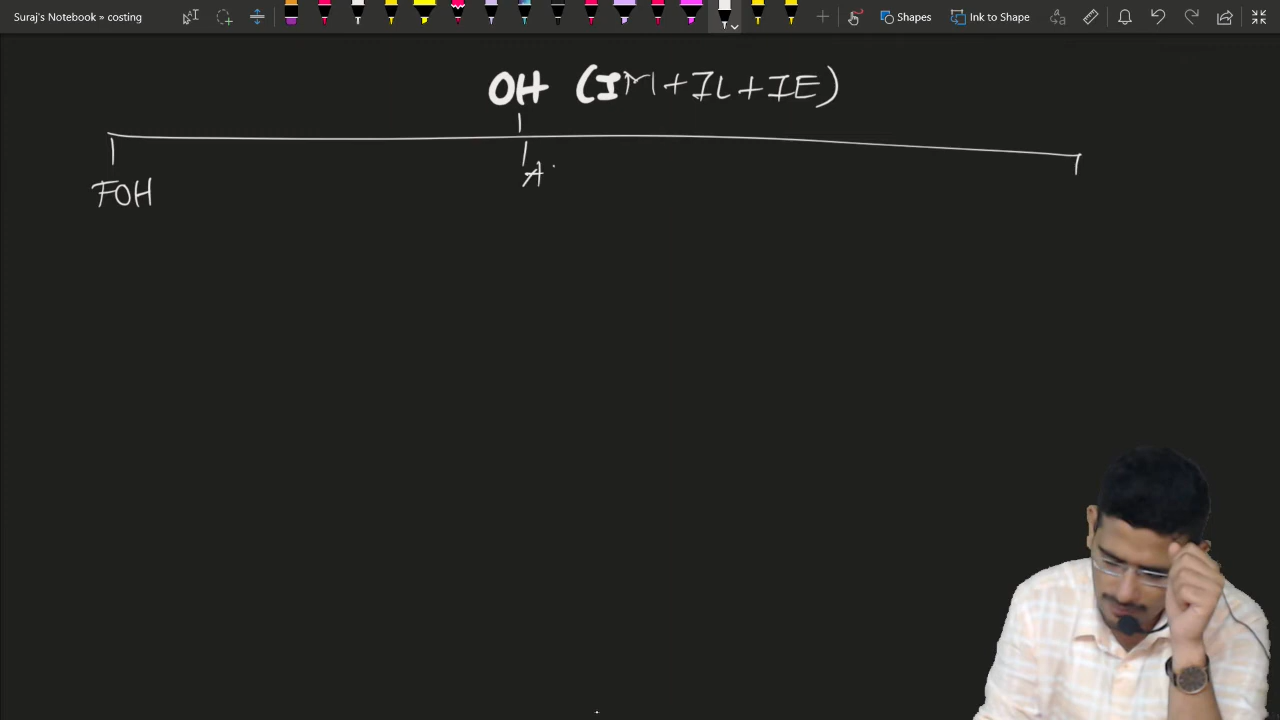 Suraj's Notebook » costing
Shapes
Ink to Shape
OH (IM+IL+IE)
FOH
A